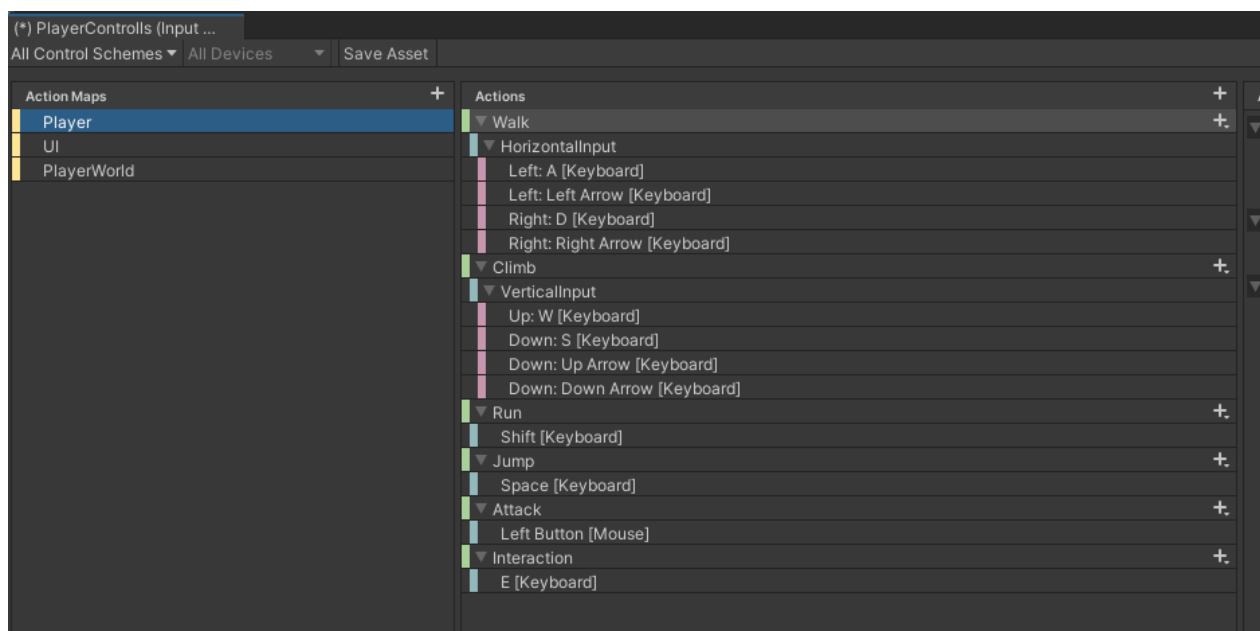 (*) PlayerControlls (Input ...
All Control Schemes All Devices Save Asset
Action Maps
Player
UI
PlayerWorld
Actions
Walk
HorizontalInput
Left: A [Keyboard]
Left: Left Arrow [Keyboard]
Right: D [Keyboard]
Right: Right Arrow [Keyboard]
Climb
VerticalInput
Up: W [Keyboard]
Down: S [Keyboard]
Down: Up Arrow [Keyboard]
Down: Down Arrow [Keyboard]
Run
Shift [Keyboard]
Jump
Space [Keyboard]
Attack
Left Button [Mouse]
Interaction
E [Keyboard]